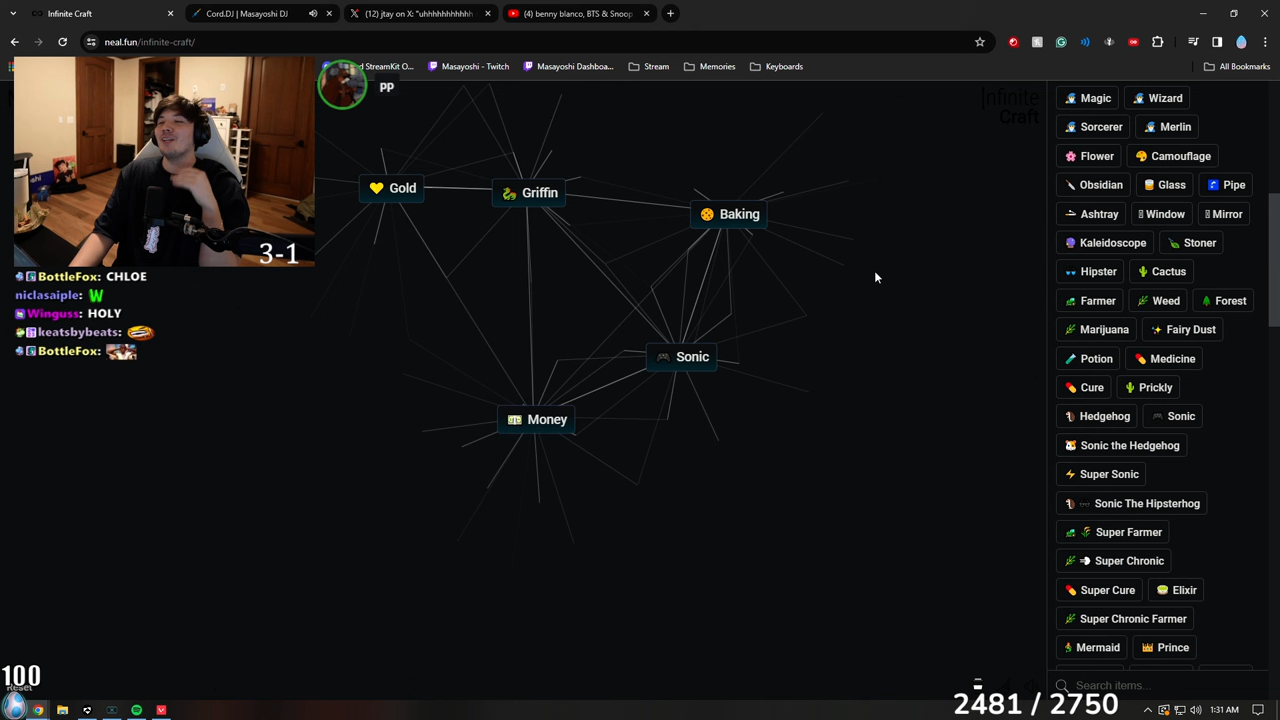 Infinite Craft
Cord.DJ | Masayoshi DJ
(12) jtay on X: "uhhhhhhhhhh
(4) benny blanco, BTS & Snoop
neal.fun/infinite-craft/
d StreamKit O...
Masayoshi - Twitch
Masayoshi Dashboa...
Stream
Memories
Keyboards
All Bookmarks
pp
3-1
BottleFox: CHLOE
niclasaiple: W
Winguss: HOLY
keatsbybeats:
BottleFox:
Infinite
Craft
Gold
Griffin
Baking
Sonic
Money
Magic
Wizard
Sorcerer
Merlin
Flower
Camouflage
Obsidian
Glass
Pipe
Ashtray
Window
Mirror
Kaleidoscope
Stoner
Hipster
Cactus
Farmer
Weed
Forest
Marijuana
Fairy Dust
Potion
Medicine
Cure
Prickly
Hedgehog
Sonic
Sonic the Hedgehog
Super Sonic
Sonic The Hipsterhog
Super Farmer
Super Chronic
Super Cure
Elixir
Super Chronic Farmer
Mermaid
Prince
Search items...
100
Reset
2481 / 2750
1:31 AM